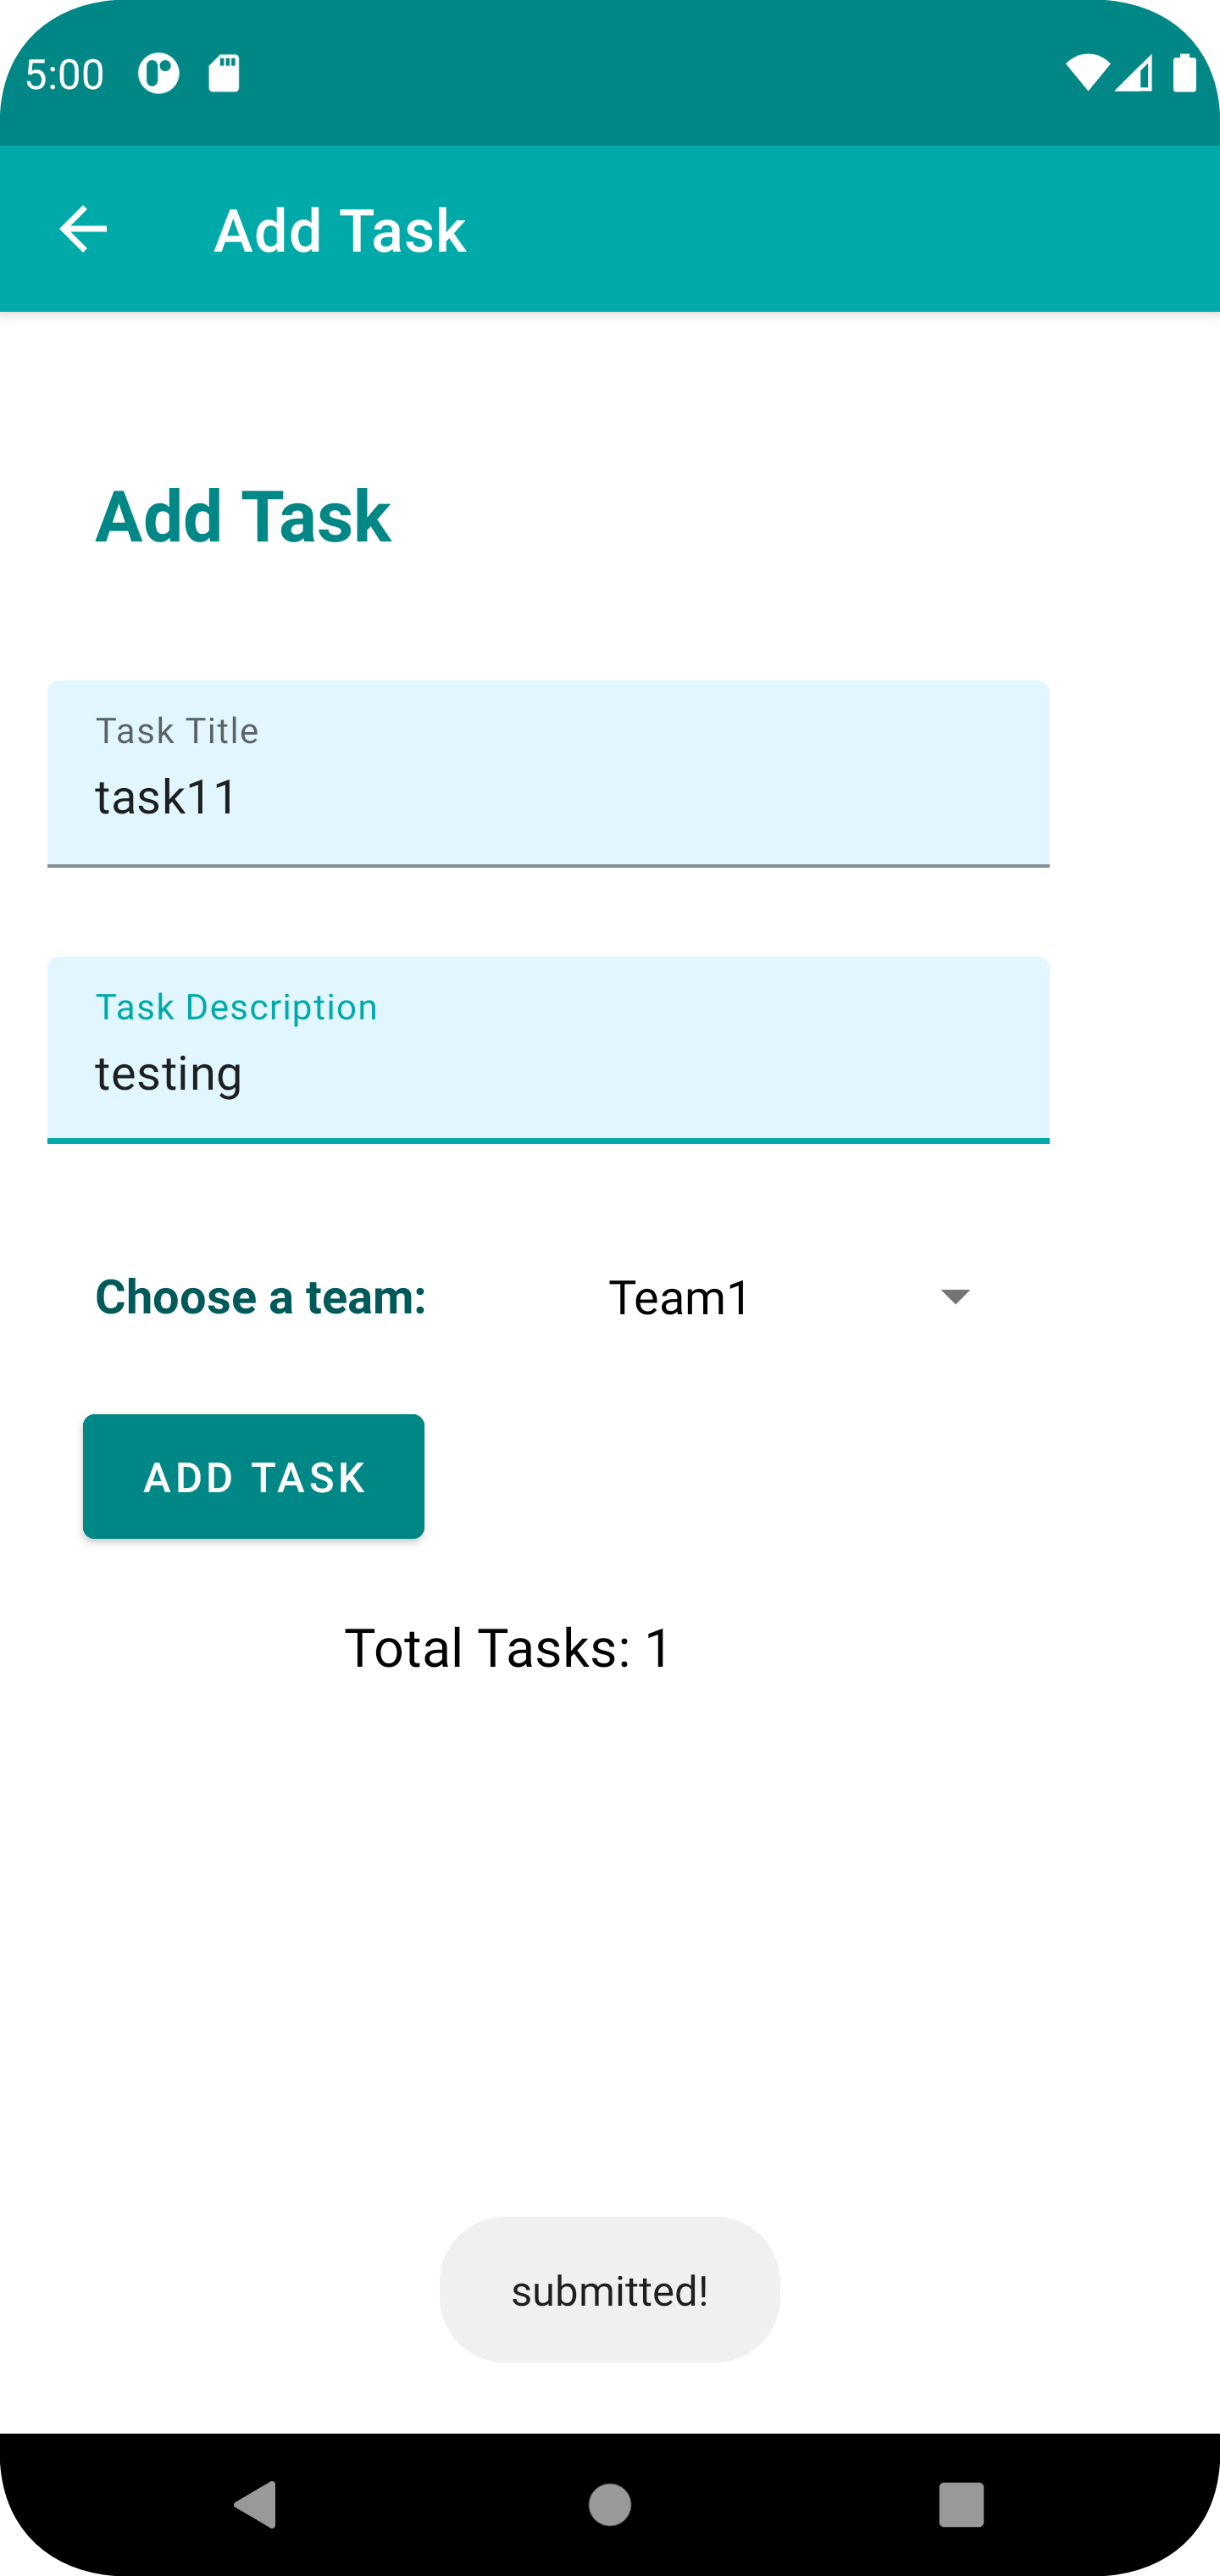 5:00
Add Task
Add Task
Task Title
task11
Task Description
testing
Choose a team: Team1
ADD TASK
Total Tasks: 1
submitted!